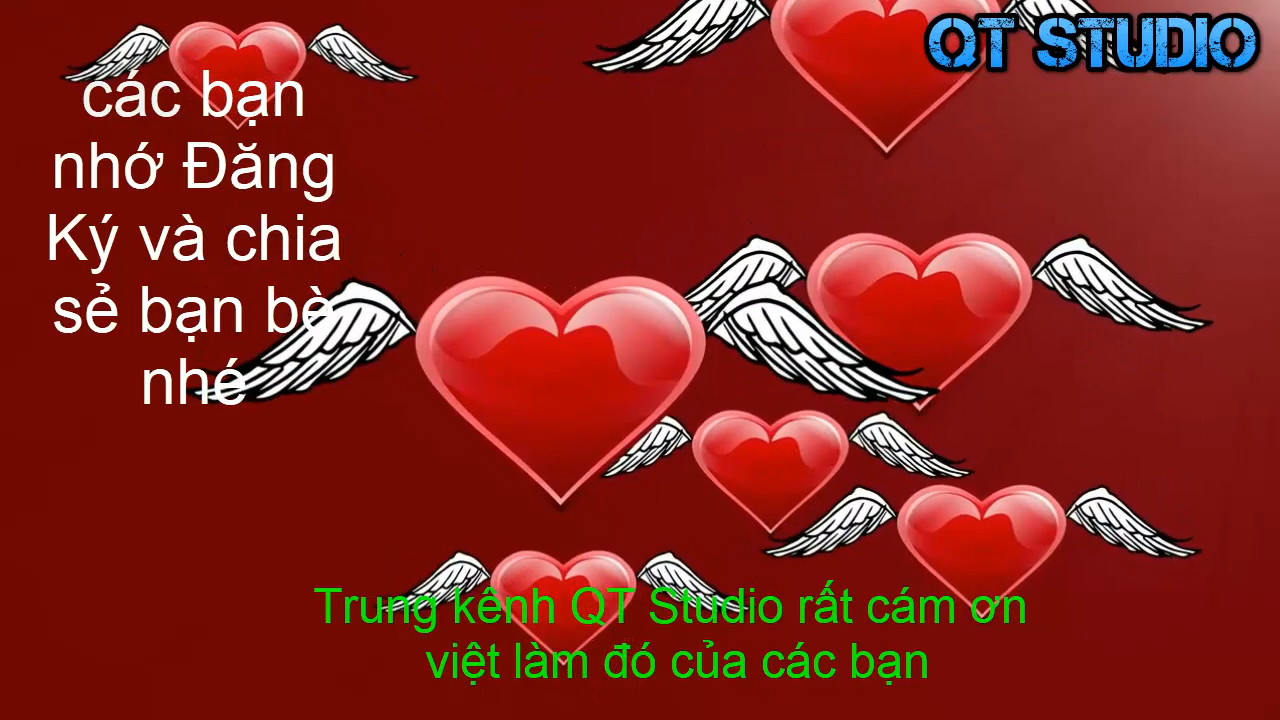 QT STUDIO
các bạn
nhớ Đăng
Ký và chia
sẻ bạn bè
nhé
Trung kênh QT Studio rất cám ơn
việt làm đó của các bạn